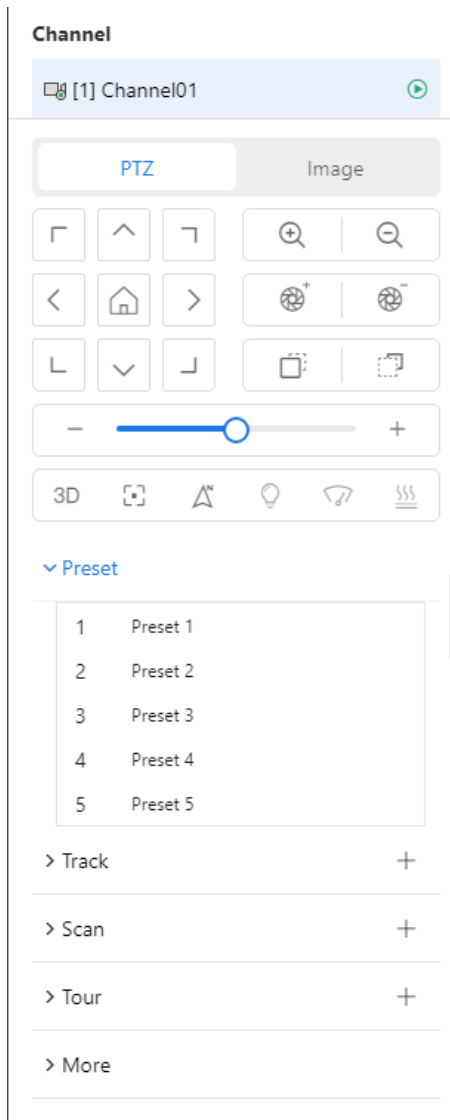 Channel
[1] Channel01
PTZ Image
3D N
Preset
1 Preset 1
2 Preset 2
3 Preset 3
4 Preset 4
5 Preset 5
Track
Scan
Tour
More